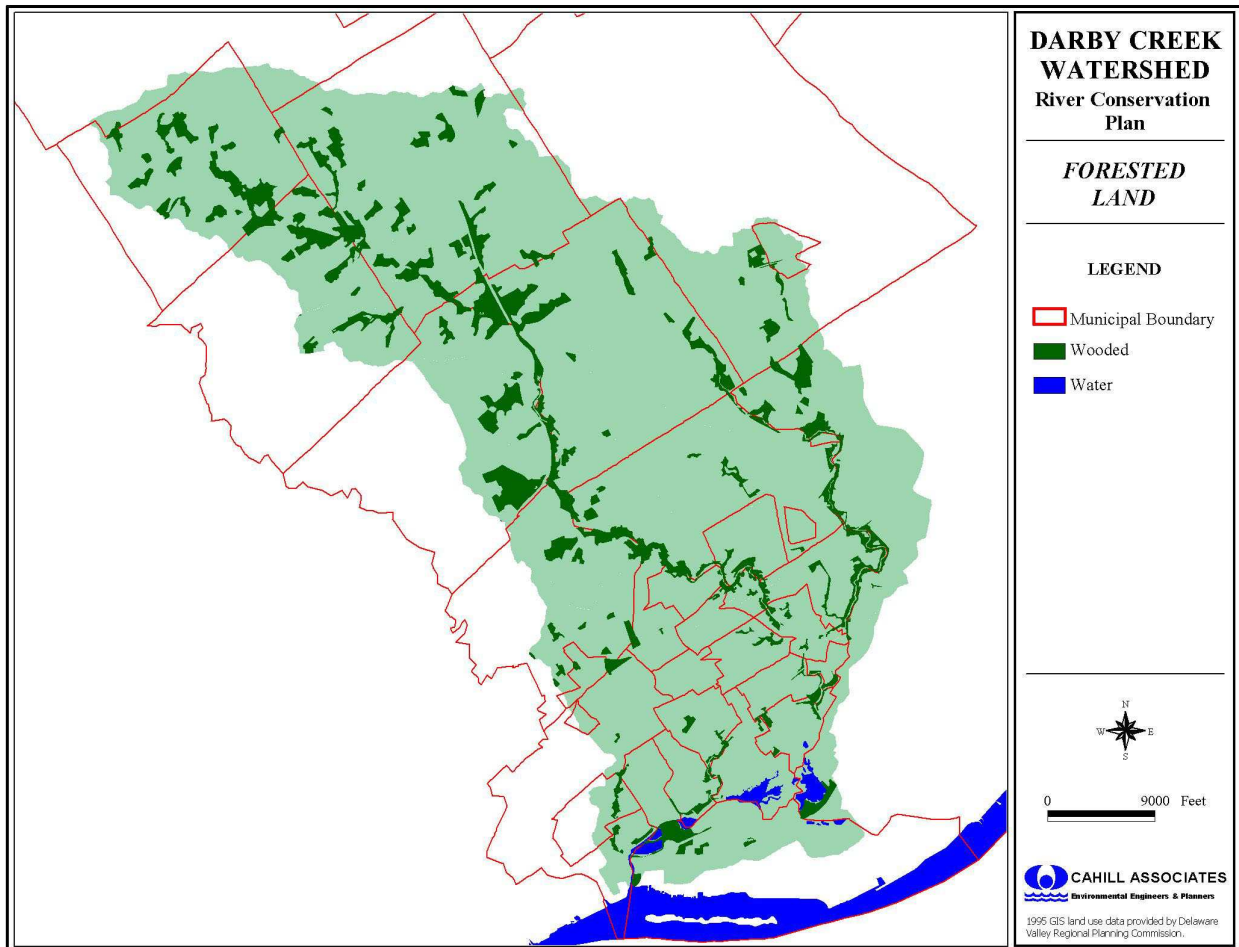 DARBY CREEK
WATERSHED
River Conservation
Plan
FORESTED
LAND
LEGEND
Municipal Boundary
Wooded
Water
N
W E
S
0 9000 Feet
CAHILL ASSOCIATES
Environmental Engineers & Planners
1995 GIS land use data provided by Delaware
Valley Regional Planning Commission.